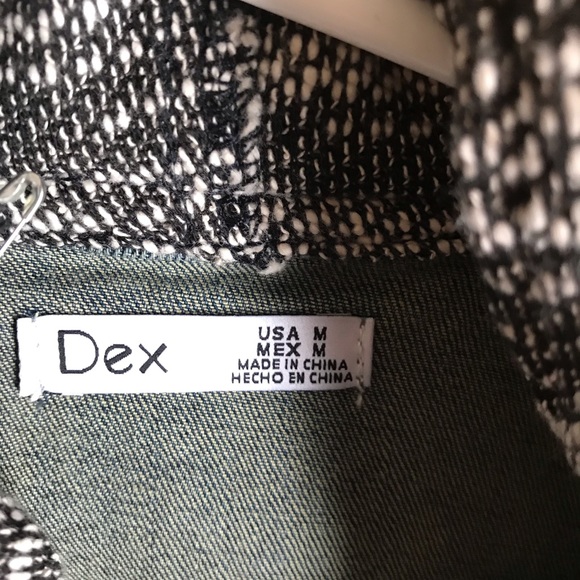 Dex
USA M
MEX M
MADE IN CHINA
HECHO EN CHINA